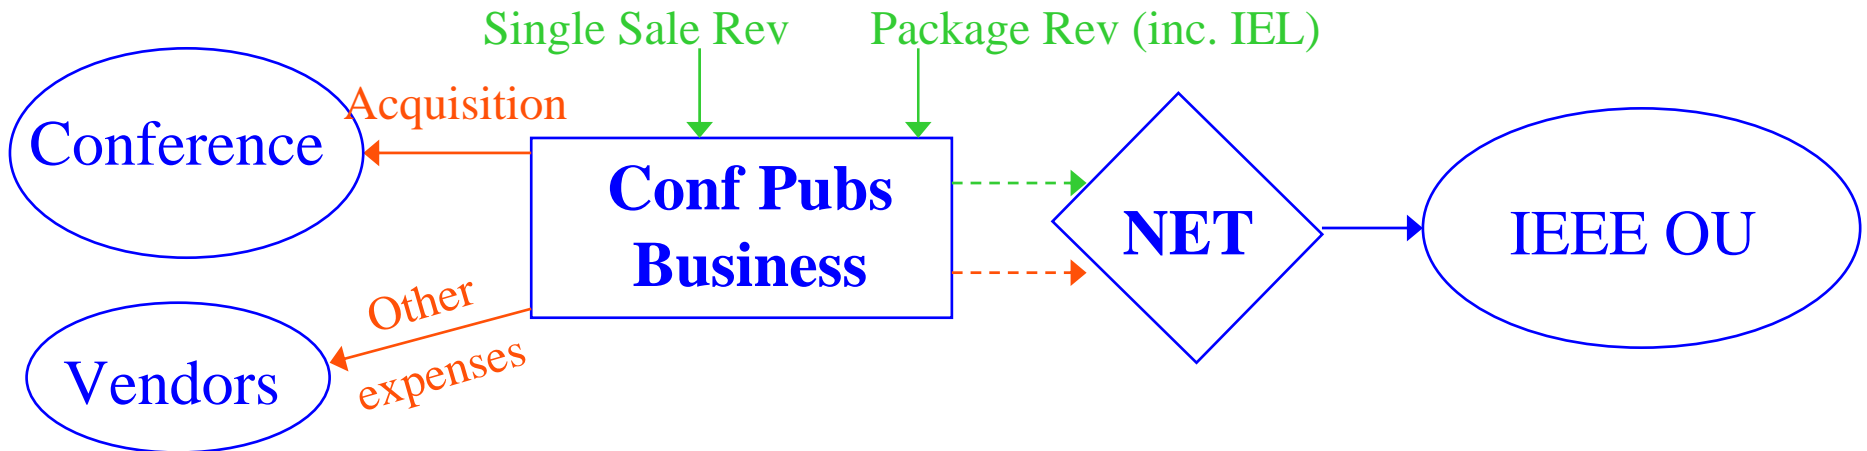 Single Sale Rev
Package Rev (inc. IEL)
Acquisition
Conference
Conf Pubs
Business
NET
IEEE OU
Other
expenses
Vendors